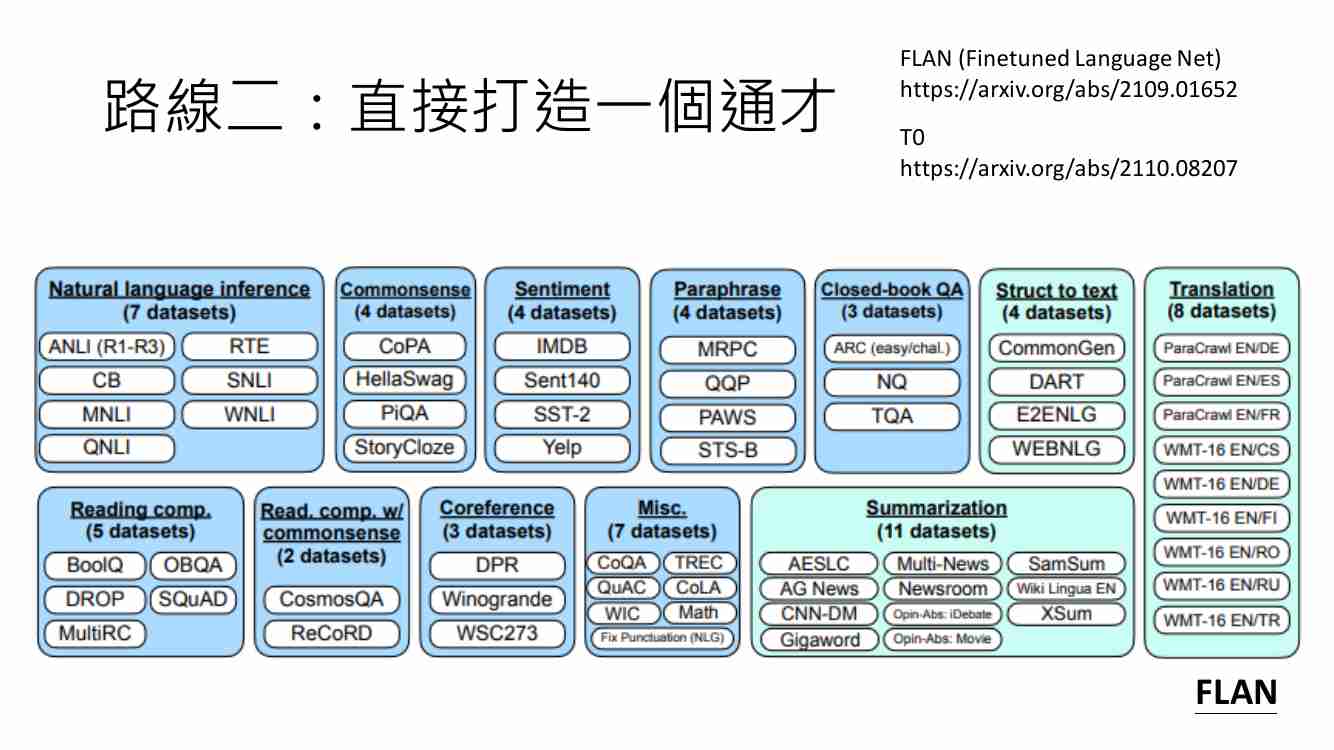 路線二：直接打造一個通才
FLAN (Finetuned Language Net)
https://arxiv.org/abs/2109.01652
T0
https://arxiv.org/abs/2110.08207
Natural language inference
(7 datasets)
ANLI (R1-R3)
RTE
CB
SNLI
MNLI
WNLI
QNLI
Commonsense
(4 datasets)
CoPA
HellaSwag
PiQA
StoryCloze
Sentiment
(4 datasets)
IMDB
Sent140
SST-2
Yelp
Paraphrase
(4 datasets)
MRPC
QQP
PAWS
STS-B
Closed-book QA
(3 datasets)
ARC (easy/chal.)
NQ
TQA
Struct to text
(4 datasets)
CommonGen
DART
E2ENLG
WEBNLG
Translation
(8 datasets)
ParaCrawl EN/DE
ParaCrawl EN/ES
ParaCrawl EN/FR
WMT-16 EN/CS
WMT-16 EN/DE
WMT-16 EN/FI
WMT-16 EN/RO
WMT-16 EN/RU
WMT-16 EN/TR
Reading comp.
(5 datasets)
BoolQ
OBQA
DROP
SQuAD
MultiRC
Read. comp. w/
commonsense
(2 datasets)
CosmosQA
ReCoRD
Coreference
(3 datasets)
DPR
Winogrande
WSC273
Misc.
(7 datasets)
CoQA
TREC
QuAC
CoLA
WIC
Math
Fix Punctuation (NLG)
Summarization
(11 datasets)
AESLC
Multi-News
SamSum
AG News
Newsroom
Wiki Lingua EN
CNN-DM
Opin-Abs: iDebate
XSum
Gigaword
Opin-Abs: Movie
FLAN